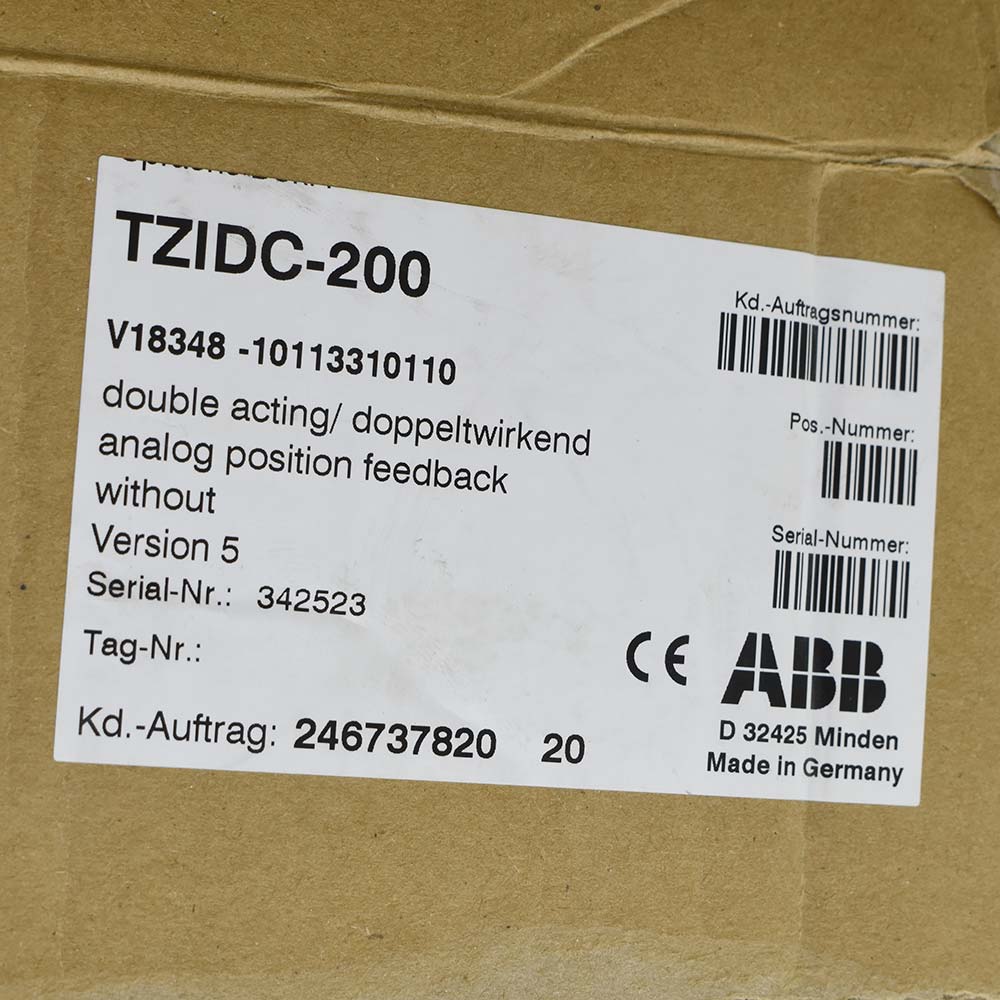 TZIDC-200
V18348 -10113310110
double acting/ doppeltwirkend
analog position feedback
without
Version 5
Serial-Nr.: 342523
Tag-Nr.:
Kd.-Auftrag: 246737820 20
Kd.-Auftragsnummer:
Pos.-Nummer:
Serial-Nummer:
CE ABB
D 32425 Minden
Made in Germany